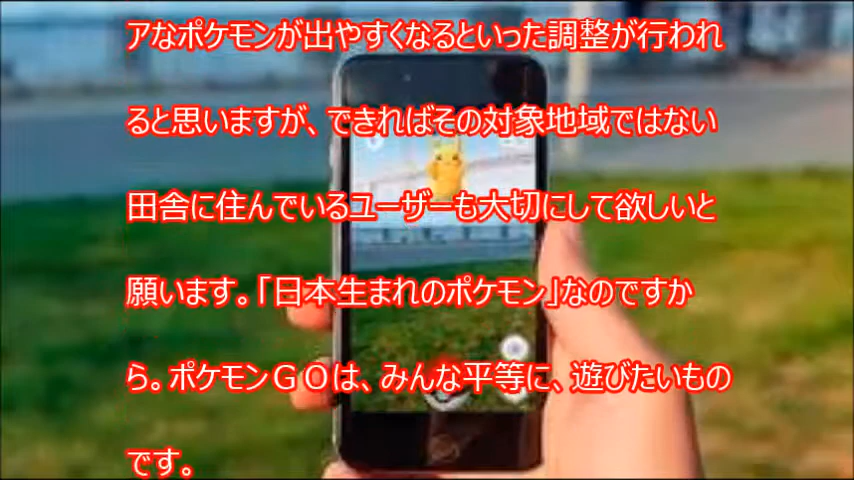 アなポケモンが出やすくなるといった調整が行われ
ると思いますが、できればその対象地域ではない
田舎に住んでいるユーザーも大切にして欲しいと
願います。「日本生まれのポケモン」なのですか
ら。ポケモンＧＯは、みんな平等に、遊びたいもの
です。